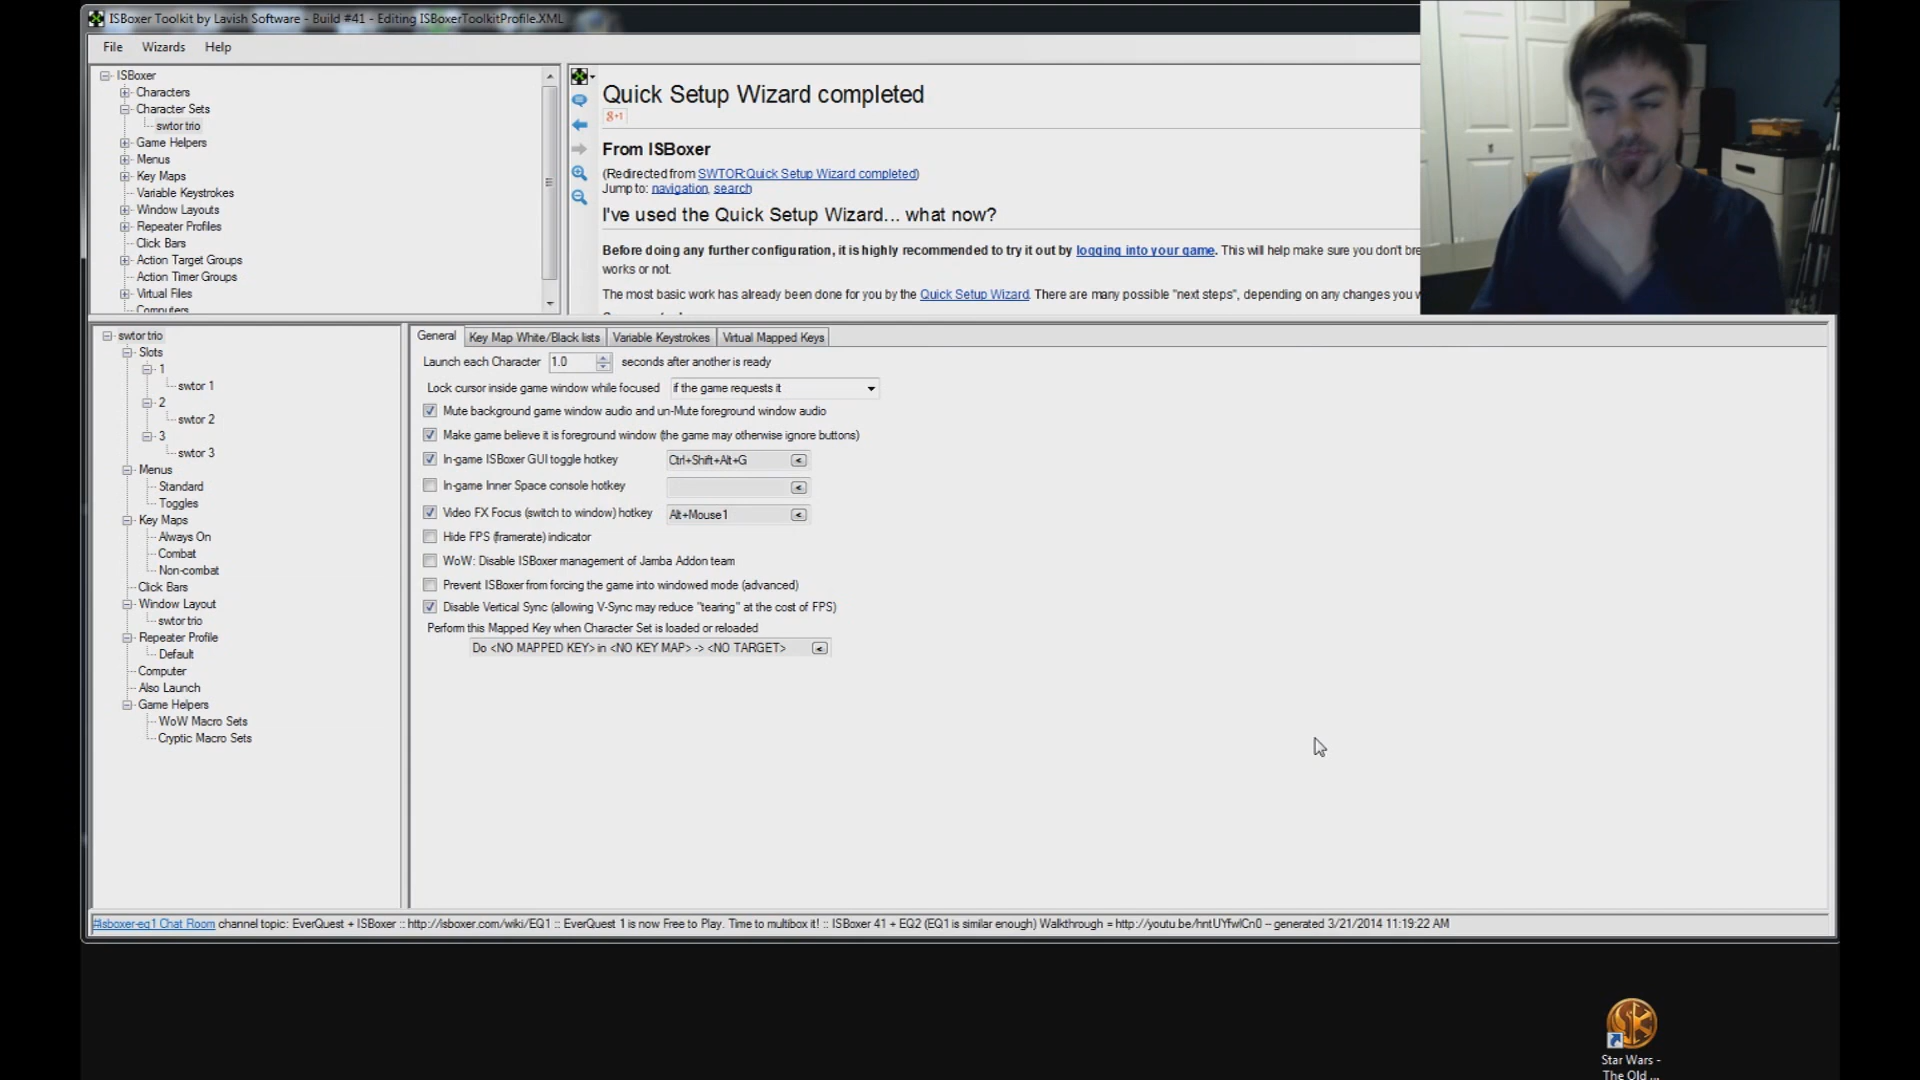 ISBoxer Toolkit by Lavish Software - Build #41 - Editing ISBoxerToolkitProfile.XML
File Wizards Help
ISBoxer
Characters
Character Sets
swtor trio
Game Helpers
Menus
Key Maps
Variable Keystrokes
Window Layouts
Repeater Profiles
Click Bars
Action Target Groups
Action Timer Groups
Virtual Files
Computers
Quick Setup Wizard completed
g+1
From ISBoxer
(Redirected from SWTOR:Quick Setup Wizard completed)
Jump to: navigation, search
I've used the Quick Setup Wizard... what now?
Before doing any further configuration, it is highly recommended to try it out by logging into your game. This will help make sure you don't bre
works or not.
The most basic work has already been done for you by the Quick Setup Wizard. There are many possible "next steps", depending on any changes you w
swtor trio
Slots
1
swtor 1
2
swtor 2
3
swtor 3
Menus
Standard
Toggles
Key Maps
Always On
Combat
Non-combat
Click Bars
Window Layout
swtor trio
Repeater Profile
Default
Computer
Also Launch
Game Helpers
WoW Macro Sets
Cryptic Macro Sets
General Key Map White/Black lists Variable Keystrokes Virtual Mapped Keys
Launch each Character 1.0 seconds after another is ready
Lock cursor inside game window while focused if the game requests it
Mute background game window audio and un-Mute foreground window audio
Make game believe it is foreground window (the game may otherwise ignore buttons)
In-game ISBoxer GUI toggle hotkey Ctrl+Shift+Alt+G <
In-game Inner Space console hotkey <
Video FX Focus (switch to window) hotkey Alt+Mouse1 <
Hide FPS (framerate) indicator
WoW: Disable ISBoxer management of Jamba Addon team
Prevent ISBoxer from forcing the game into windowed mode (advanced)
Disable Vertical Sync (allowing V-Sync may reduce "tearing" at the cost of FPS)
Perform this Mapped Key when Character Set is loaded or reloaded
Do <NO MAPPED KEY> in <NO KEY MAP> -> <NO TARGET> <
#isboxer-eq1 Chat Room channel topic: EverQuest + ISBoxer :: http://isboxer.com/wiki/EQ1 :: EverQuest 1 is now Free to Play. Time to multibox it! :: ISBoxer 41 + EQ2 (EQ1 is similar enough) Walkthrough = http://youtu.be/hntUYfwlCn0 -- generated 3/21/2014 11:19:22 AM
Star Wars -
The Old ...